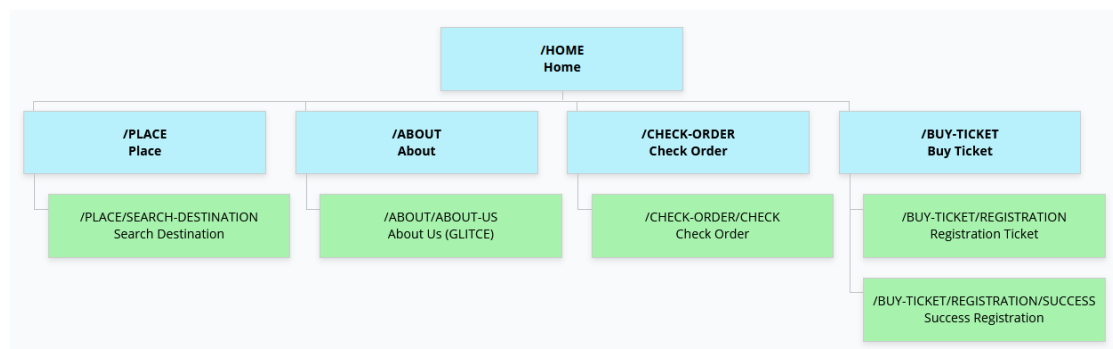 /HOME
Home
/PLACE
Place
/ABOUT
About
/CHECK-ORDER
Check Order
/BUY-TICKET
Buy Ticket
/PLACE/SEARCH-DESTINATION
Search Destination
/ABOUT/ABOUT-US
About Us (GLITCE)
/CHECK-ORDER/CHECK
Check Order
/BUY-TICKET/REGISTRATION
Registration Ticket
/BUY-TICKET/REGISTRATION/SUCCESS
Success Registration